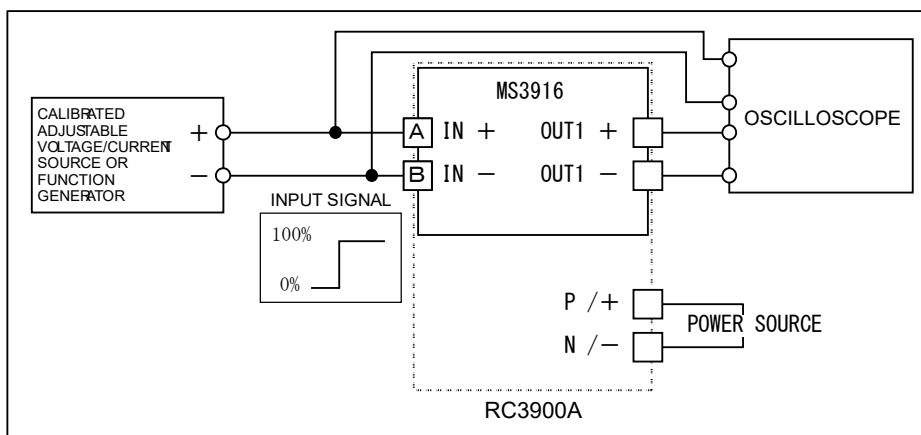 CALIBRATED
ADJUSTABLE
VOLTAGE/CURRENT
SOURCE OR
FUNCTION
GENERATOR
+
−
INPUT SIGNAL
100%
0%
MS3916
A IN + OUT1 +
B IN − OUT1 −
OSCILLOSCOPE
P /+
N /−
POWER SOURCE
RC3900A